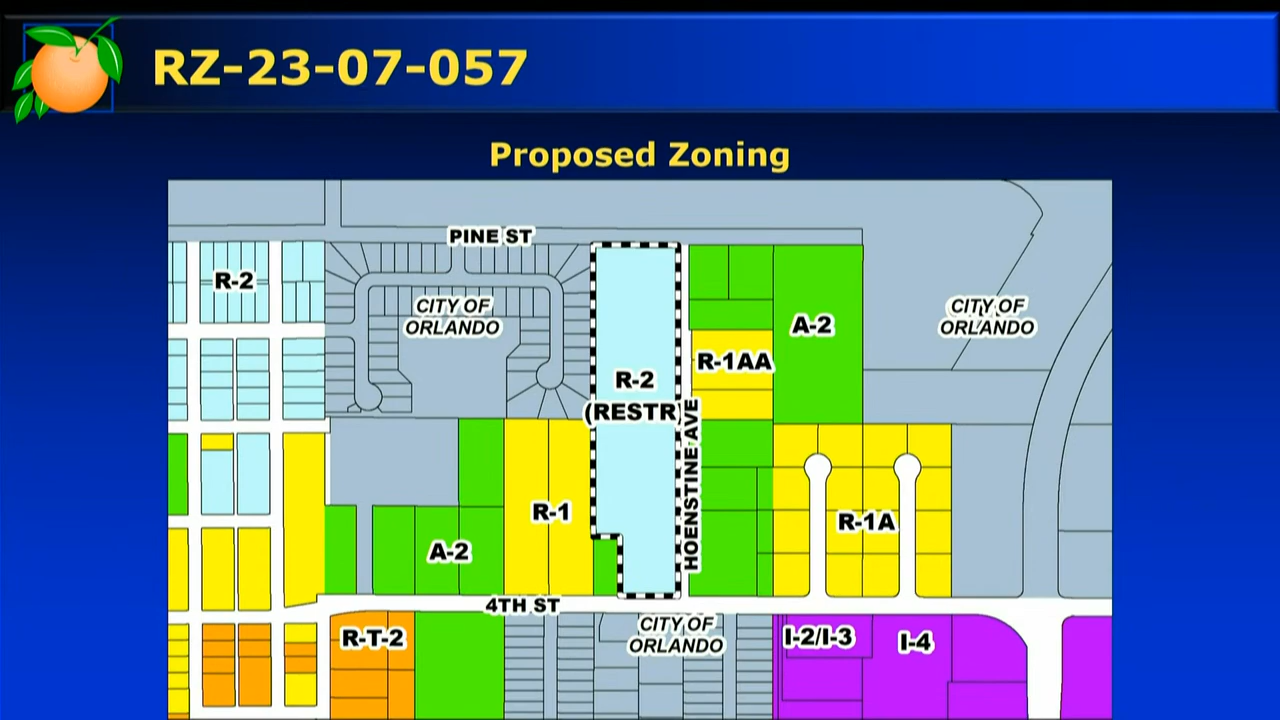 RZ-23-07-057
Proposed Zoning
PINE ST
R-2
CITY OF
ORLANDO
CITY OF
ORLANDO
A-2
R-1AA
R-2
(RESTR)
HOENSTINE AVE
R-1
R-1A
A-2
4TH ST
CITY OF
ORLANDO
R-T-2
I-2/I-3
I-4